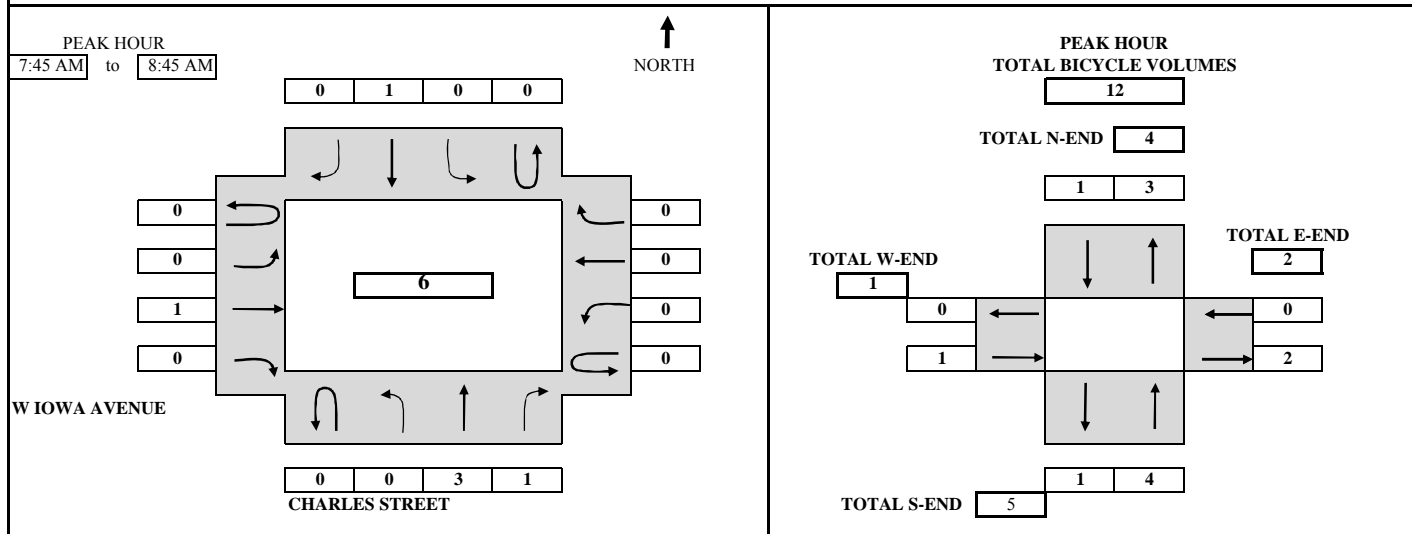 PEAK HOUR
7:45 AM to 8:45 AM
NORTH
0 1 0 0
0
0
1
0
6
0
0
0
0
W IOWA AVENUE
0 0 3 1
CHARLES STREET
PEAK HOUR
TOTAL BICYCLE VOLUMES
12
TOTAL N-END 4
1 3
TOTAL E-END
2
TOTAL W-END
1
0 0
1 2
1 4
TOTAL S-END 5